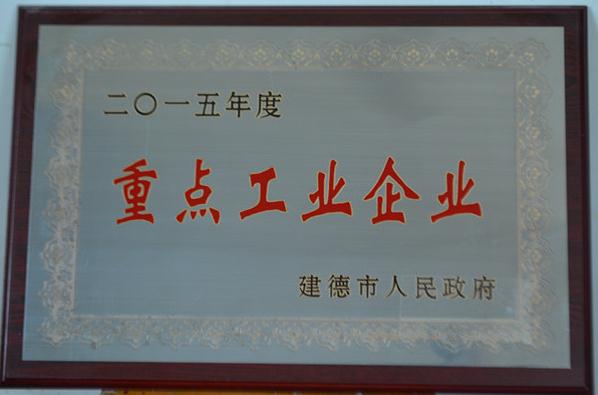 二〇一五年度
重点工业企业
建德市人民政府